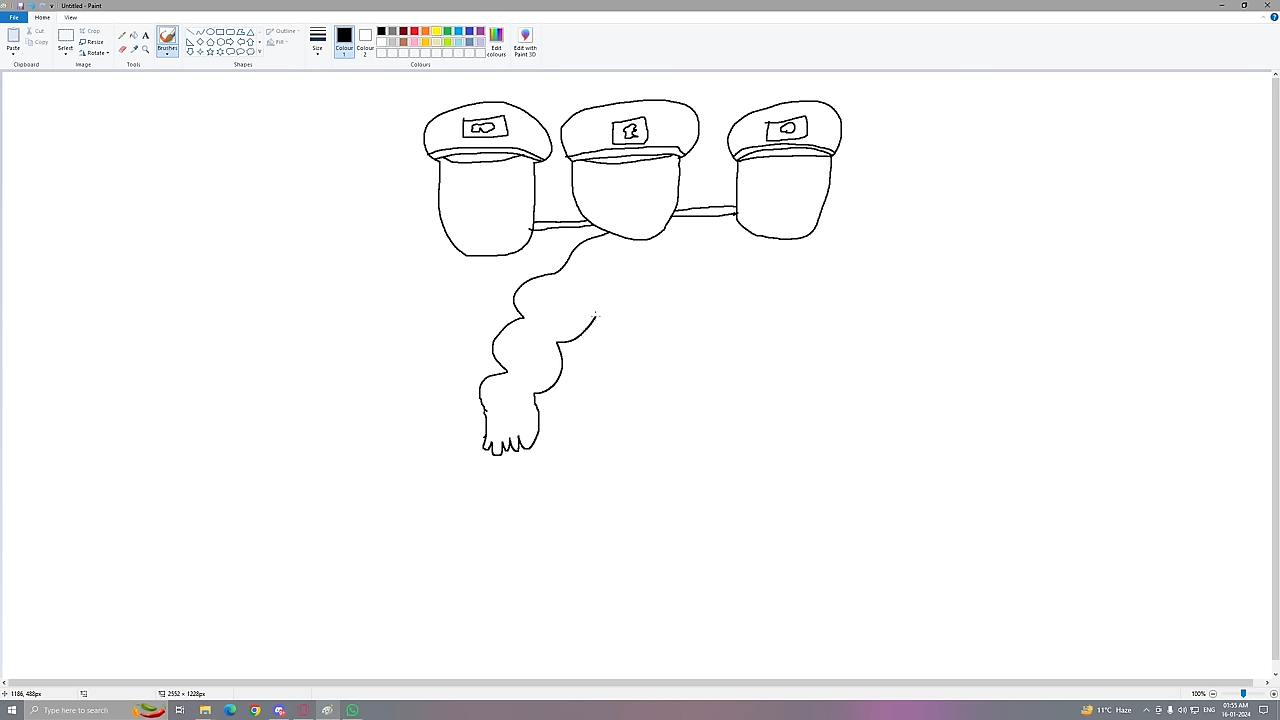 Untitled - Paint
File
Home
View
Paste
Cut
Copy
Clipboard
Select
Crop
Resize
Rotate
Image
Tools
Brushes
Shapes
Outline
Fill
Size
Colour 1
Colour 2
Edit colours
Edit with Paint 3D
Colours
1186, 488px
2552 × 1228px
100%
Type here to search
11°C Haze
ENG
01:55 AM
16-01-2024